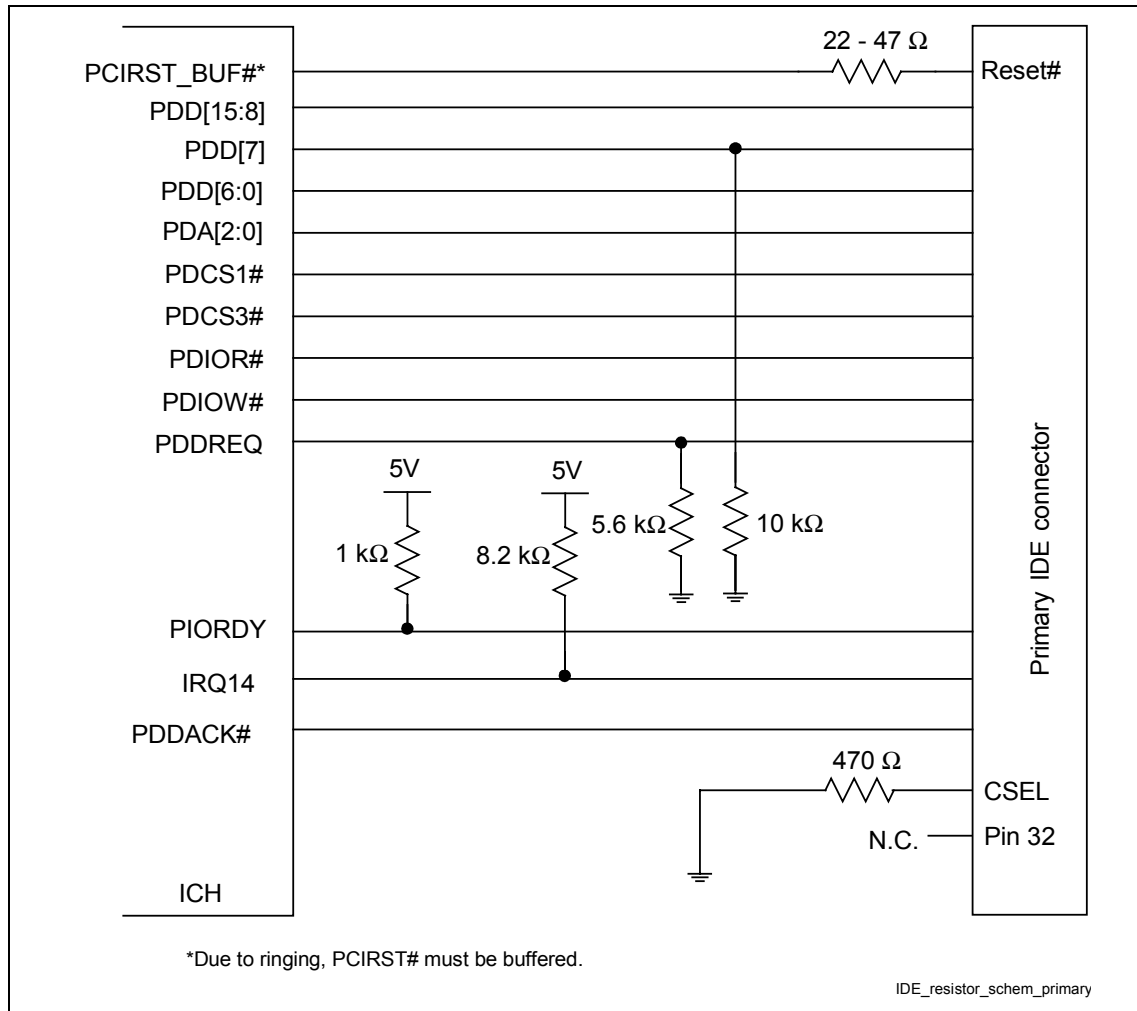 22 - 47 Ω
PCIRST_BUF#*
Reset#
PDD[15:8]
PDD[7]
PDD[6:0]
PDA[2:0]
PDCS1#
PDCS3#
PDIOR#
PDIOW#
PDDREQ
5V
5V
1 kΩ
8.2 kΩ
5.6 kΩ
10 kΩ
Primary IDE connector
PIORDY
IRQ14
PDDACK#
470 Ω
CSEL
N.C.
Pin 32
ICH
*Due to ringing, PCIRST# must be buffered.
IDE_resistor_schem_primary